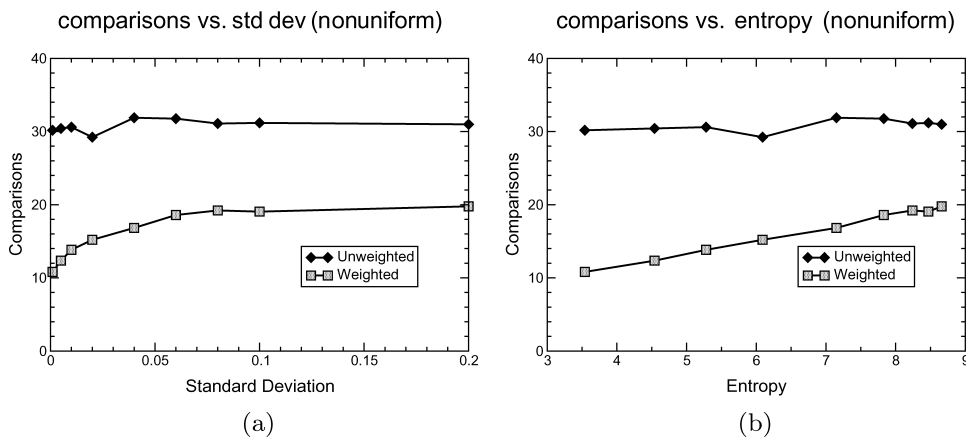 comparisons vs. std dev (nonuniform)
40
30
20
10
0
Comparisons
Unweighted
Weighted
0 0.05 0.1 0.15 0.2
Standard Deviation
(a)
comparisons vs. entropy (nonuniform)
40
30
20
10
0
Comparisons
Unweighted
Weighted
3 4 5 6 7 8 9
Entropy
(b)